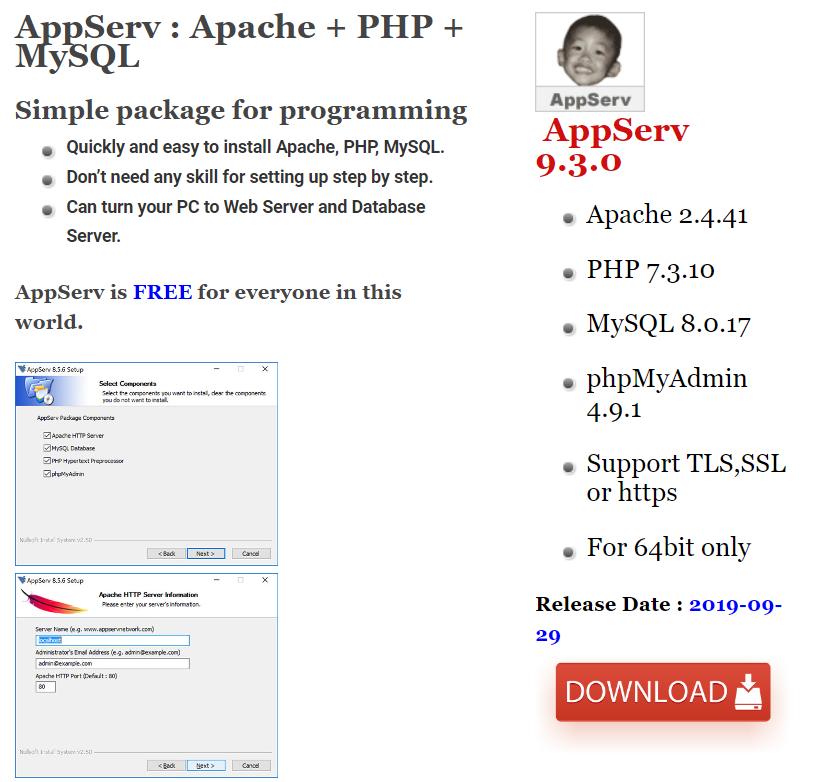 AppServ : Apache + PHP +
MySQL
Simple package for programming
Quickly and easy to install Apache, PHP, MySQL.
Don’t need any skill for setting up step by step.
Can turn your PC to Web Server and Database
Server.
AppServ is FREE for everyone in this
world.
AppServ 8.5.6 Setup
Select Components
Select the components you want to install, clear the components
you do not want to install.
AppServ Package Components
Apache HTTP Server
MySQL Database
PHP Hypertext Preprocessor
phpMyAdmin
Nullsoft Install System v2.50
< Back
Next >
Cancel
AppServ 8.5.6 Setup
Apache HTTP Server Information
Please enter your server's information.
Server Name (e.g. www.appservnetwork.com)
localhost
Administrator's Email Address (e.g. admin@example.com)
admin@example.com
Apache HTTP Port (Default : 80)
80
Nullsoft Install System v2.50
< Back
Next >
Cancel
AppServ
AppServ
9.3.0
Apache 2.4.41
PHP 7.3.10
MySQL 8.0.17
phpMyAdmin
4.9.1
Support TLS,SSL
or https
For 64bit only
Release Date : 2019-09-
29
DOWNLOAD